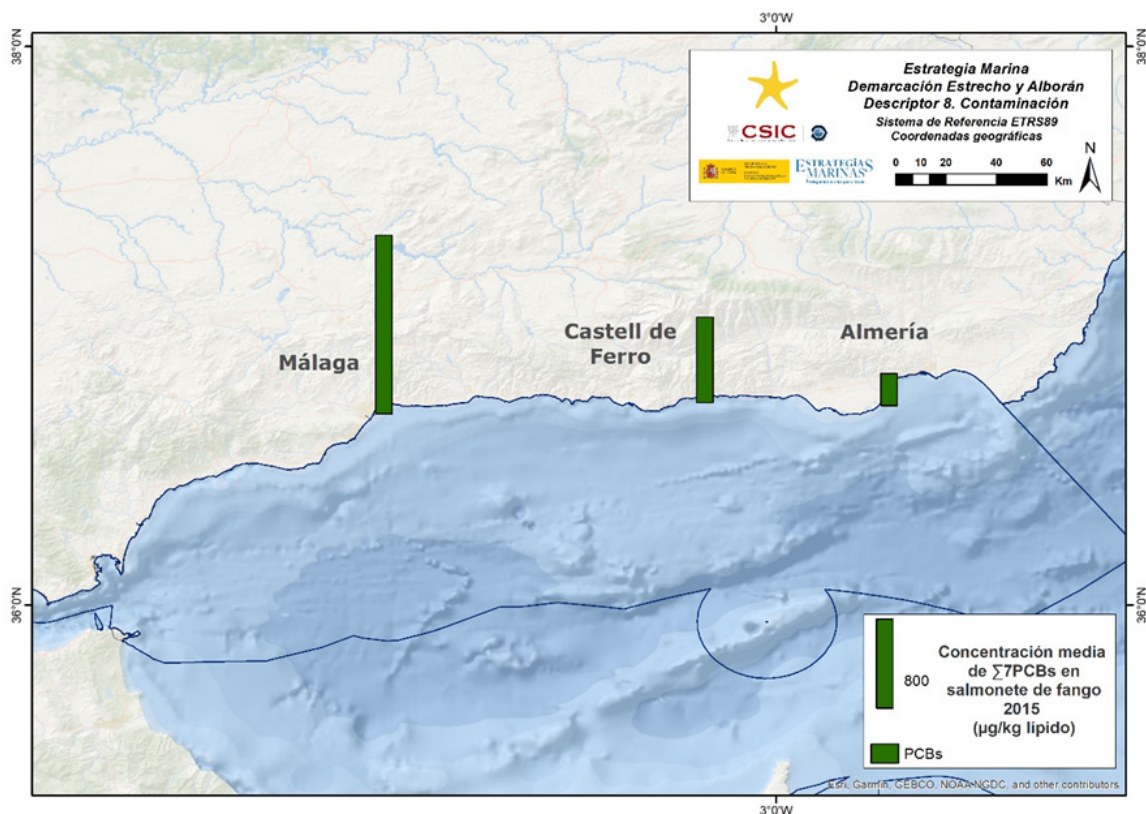 3°0'W
38°0'N
38°0'N
Estrategia Marina
Demarcación Estrecho y Alborán
Descriptor 8. Contaminación
Sistema de Referencia ETRS89
Coordenadas geográficas
CSIC
ESTRATEGIAS
MARINAS
0 10 20 40 60
Km
N
Málaga
Castell de
Ferro
Almería
36°0'N
36°0'N
800
Concentración media
de ∑7PCBs en
salmonete de fango
2015
(µg/kg lípido)
PCBs
Esri, Garmin, GEBCO, NOAA NGDC, and other contributors
3°0'W